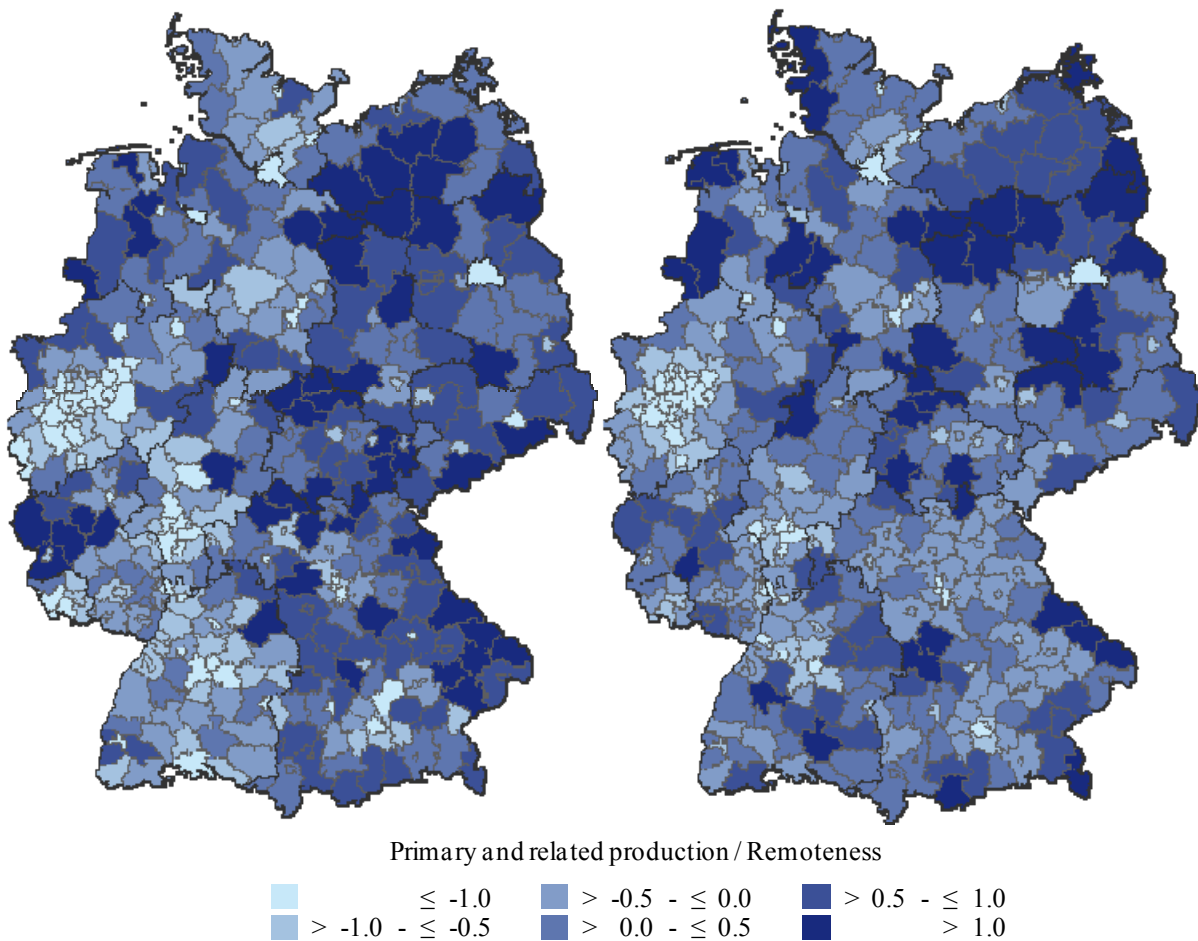 Primary and related production / Remoteness
≤ -1.0 > -0.5 - ≤ 0.0 > 0.5 - ≤ 1.0
> -1.0 - ≤ -0.5 > 0.0 - ≤ 0.5 > 1.0